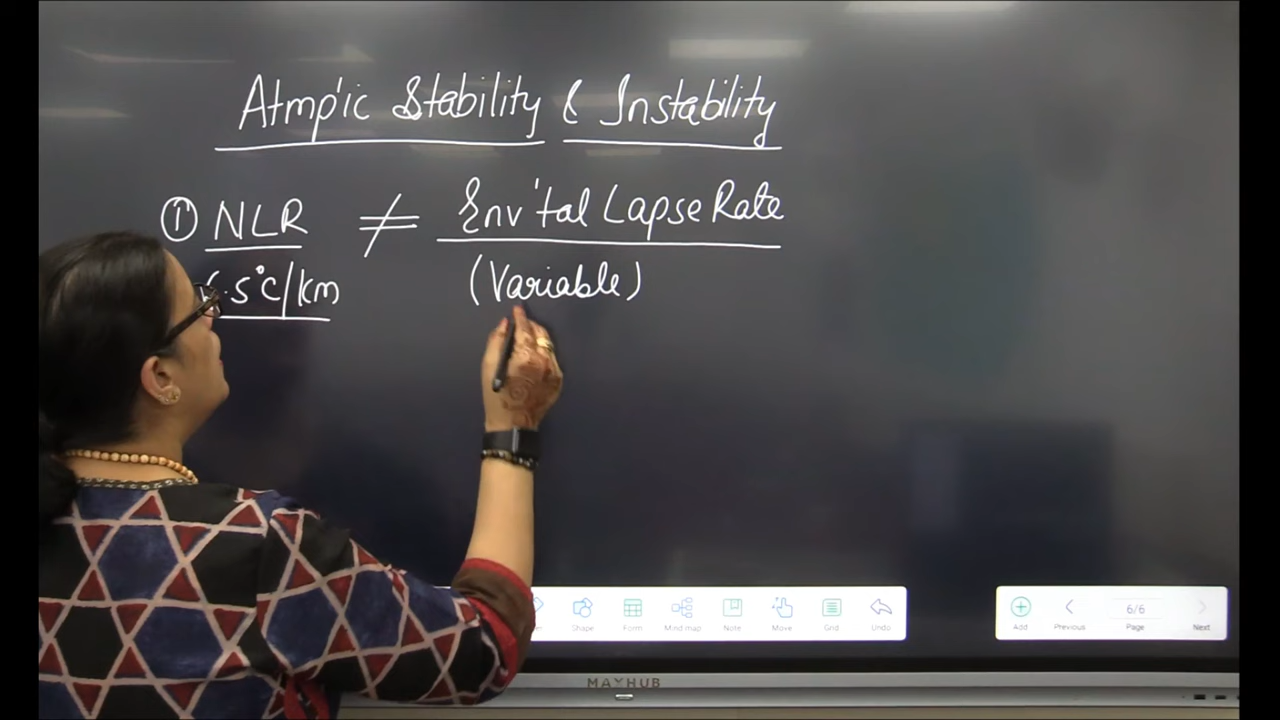 Atmp'ic Stability & Instability
① NLR ≠ Env'tal Lapse Rate
.5°C/km (Variable)
Shape Form Mind map Note Move Grid Undo
Add Previous 6/6 Page Next
MAXHUB